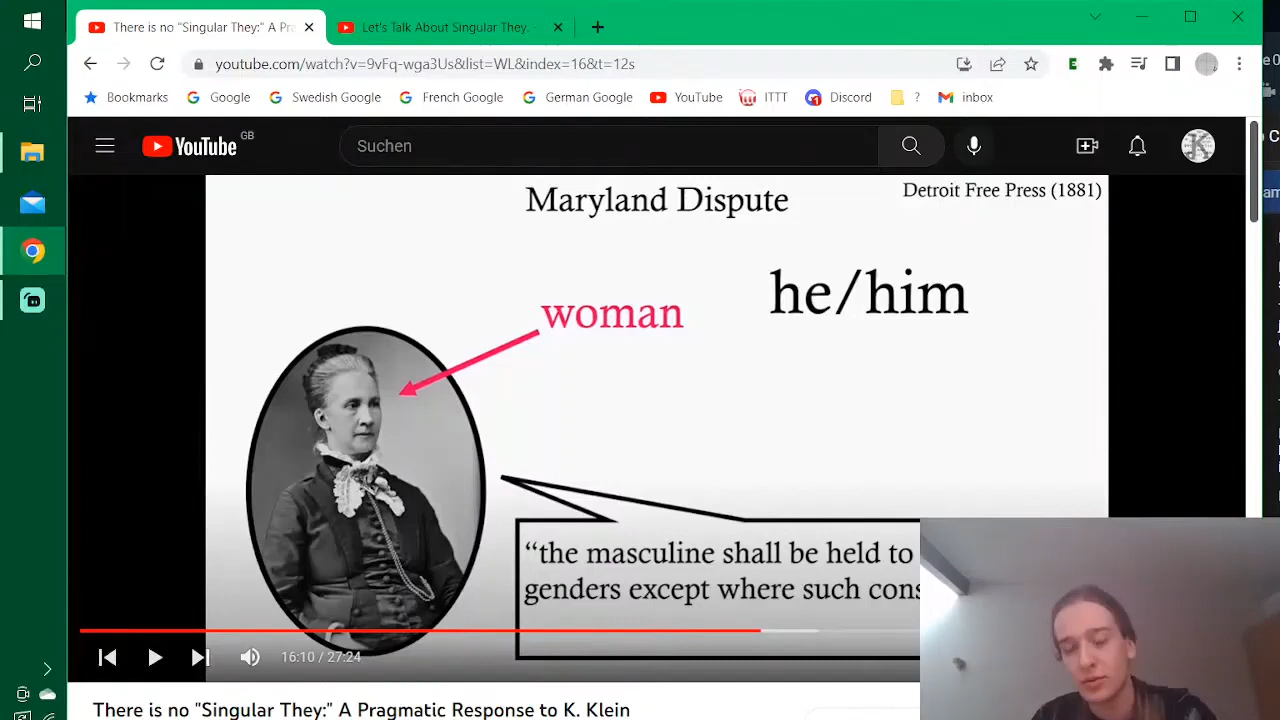 There is no "Singular They:" A Pra
Let's Talk About Singular They.
youtube.com/watch?v=9vFq-wga3Us&list=WL&index=16&t=12s
Bookmarks
Google
Swedish Google
French Google
German Google
YouTube
ITTT
Discord
?
inbox
YouTube GB
Suchen
Maryland Dispute
Detroit Free Press (1881)
he/him
woman
“the masculine shall be held to
genders except where such cons
16:10 / 27:24
There is no "Singular They:" A Pragmatic Response to K. Klein